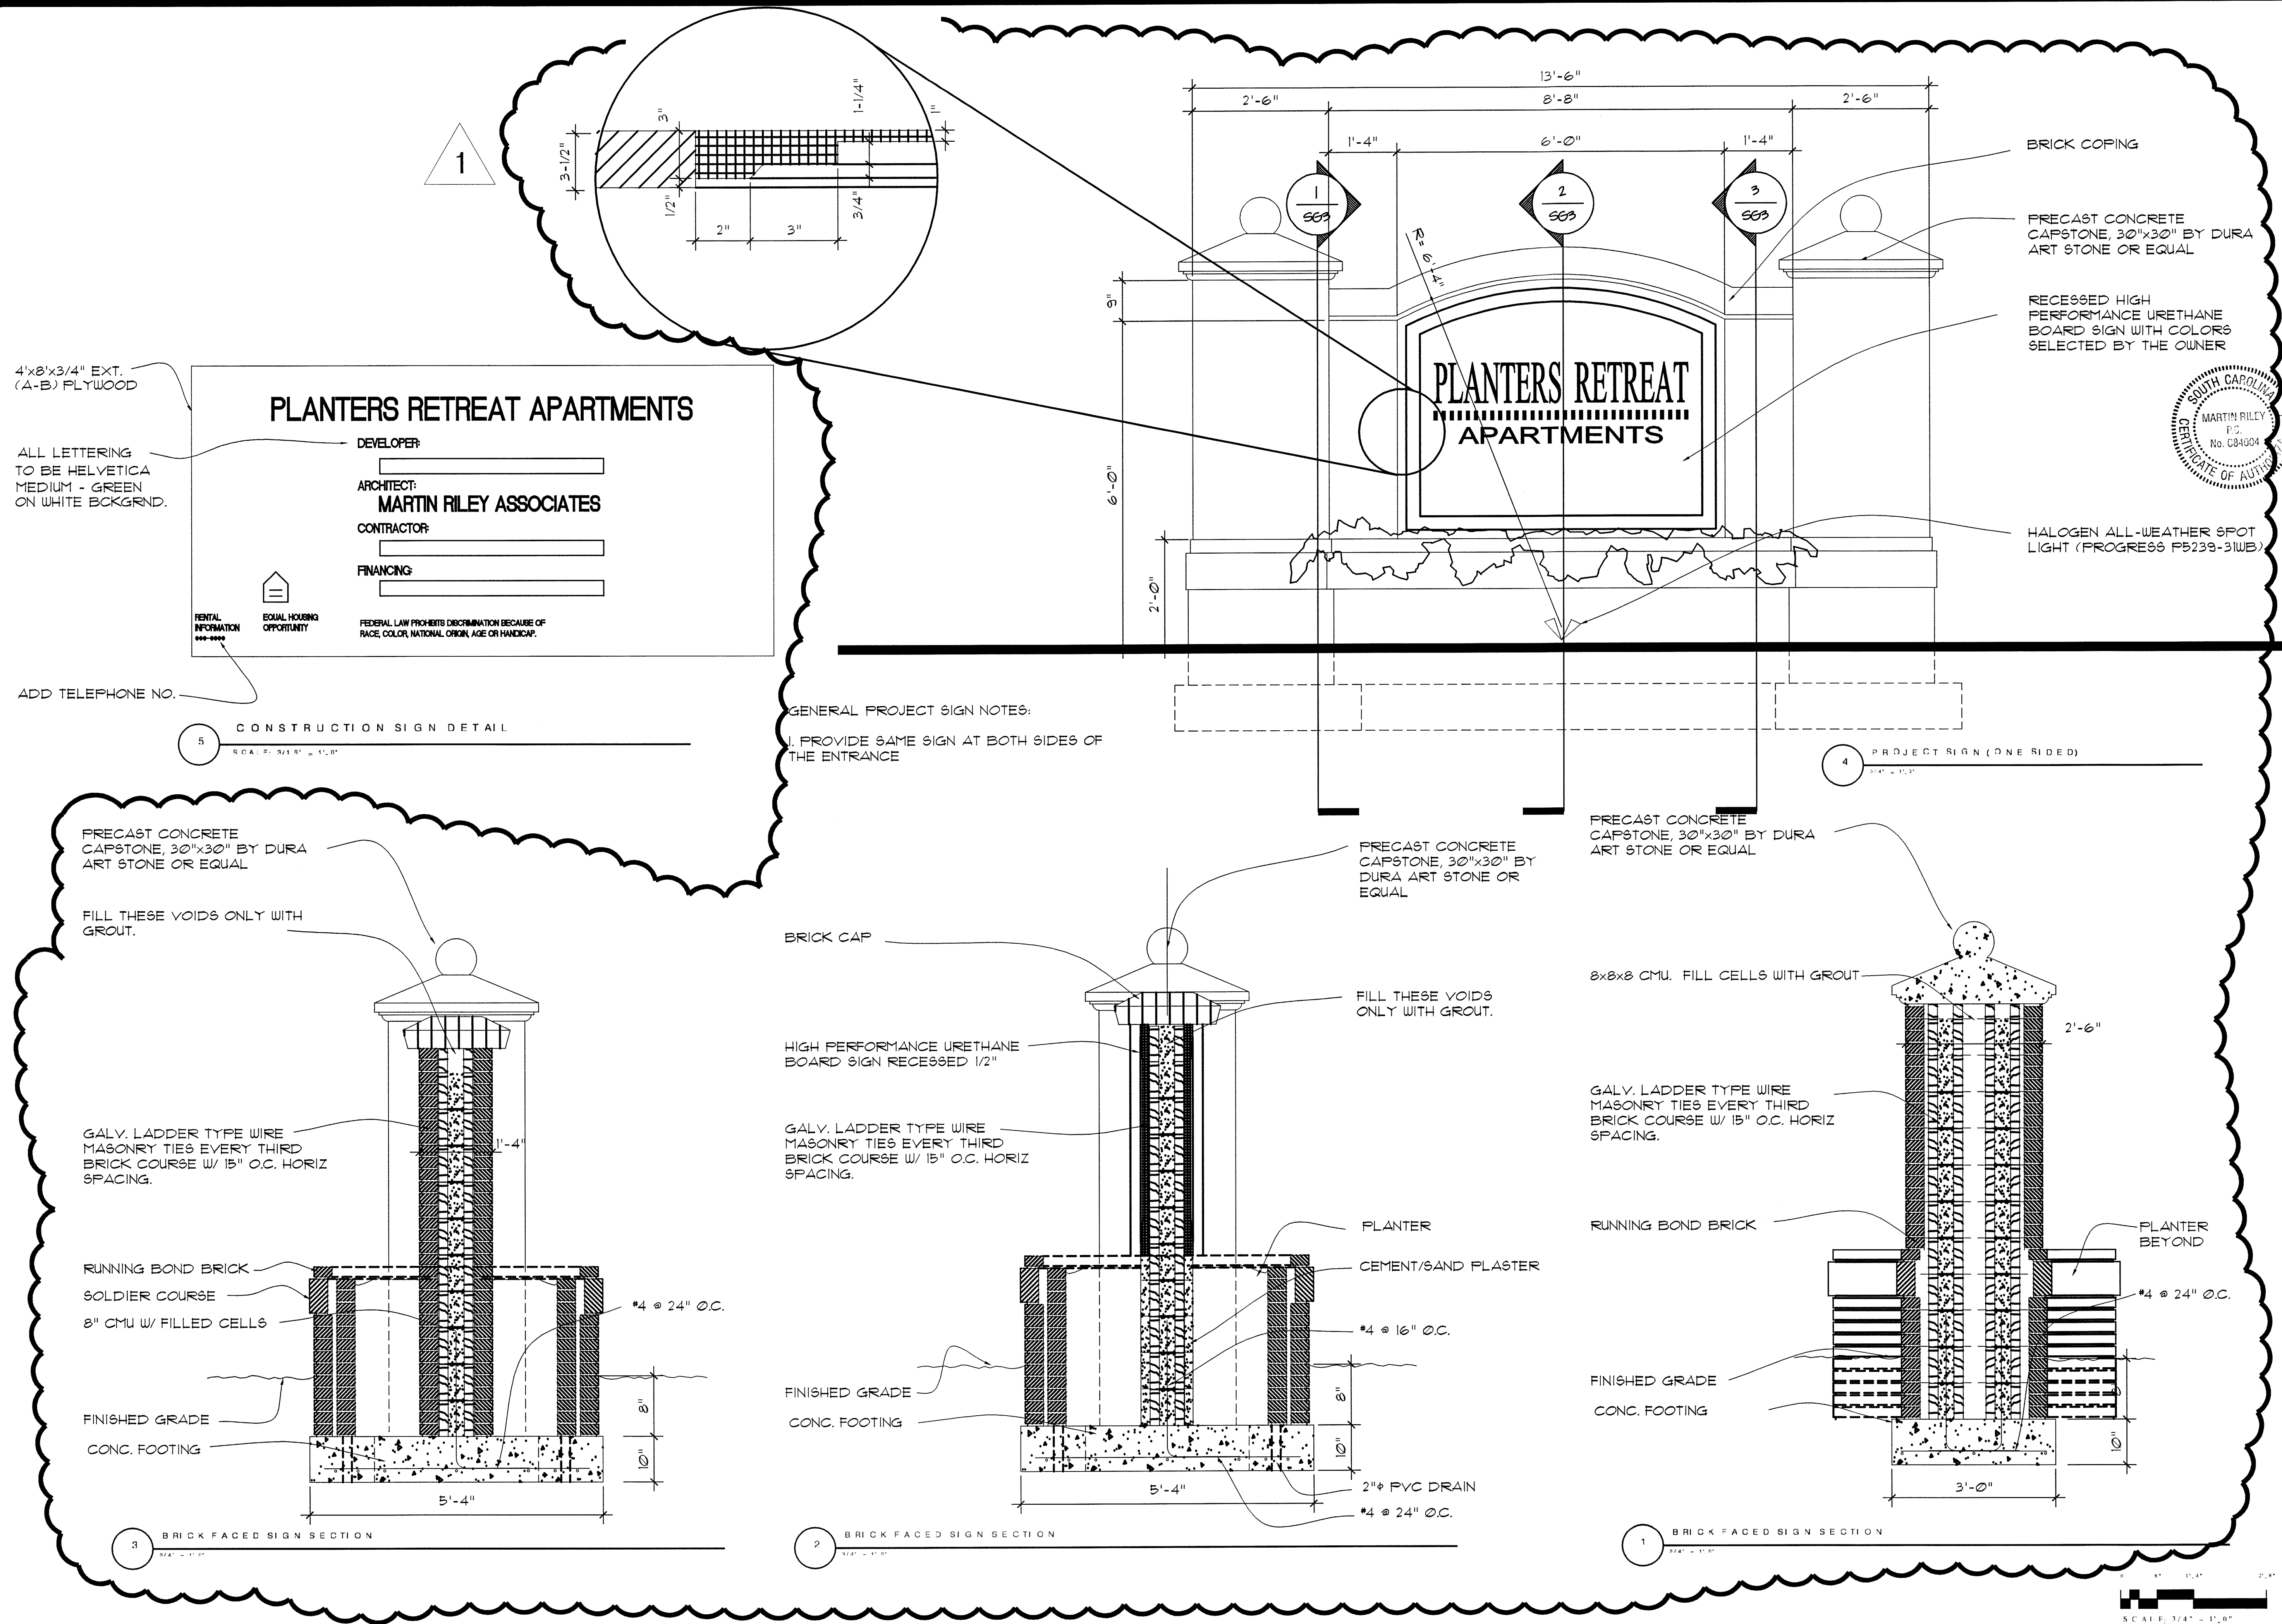 13'-6"
2'-6"
8'-8"
2'-6"
1'-4"
6'-0"
1'-4"
3"
1-1/4"
1"
3-1/2"
1/2"
3/4"
2"
3"
1
1
SG3
2
SG3
3
SG3
R= 6'-4"
9"
6'-0"
2'-0"
BRICK COPING
PRECAST CONCRETE
CAPSTONE, 30"x30" BY DURA
ART STONE OR EQUAL
RECESSED HIGH
PERFORMANCE URETHANE
BOARD SIGN WITH COLORS
SELECTED BY THE OWNER
PLANTERS RETREAT
APARTMENTS
SOUTH CAROLINA
MARTIN RILEY
P.C.
No. C84004
CERTIFICATE OF
HALOGEN ALL-WEATHER SPOT
LIGHT (PROGRESS P5239-31WB)
4'x8'x3/4" EXT.
(A-B) PLYWOOD
ALL LETTERING
TO BE HELVETICA
MEDIUM - GREEN
ON WHITE BCKGRND.
ADD TELEPHONE NO.
PLANTERS RETREAT APARTMENTS
DEVELOPER:
ARCHITECT:
MARTIN RILEY ASSOCIATES
CONTRACTOR:
FINANCING:
RENTAL
INFORMATION
EQUAL HOUSING
OPPORTUNITY
FEDERAL LAW PROHIBITS DISCRIMINATION BECAUSE OF
RACE, COLOR, NATIONAL ORIGIN, AGE OR HANDICAP.
5
CONSTRUCTION SIGN DETAIL
GENERAL PROJECT SIGN NOTES:
1. PROVIDE SAME SIGN AT BOTH SIDES OF
THE ENTRANCE
4
PROJECT SIGN (ONE SIDED)
PRECAST CONCRETE
CAPSTONE, 30"x30" BY DURA
ART STONE OR EQUAL
FILL THESE VOIDS ONLY WITH
GROUT.
GALV. LADDER TYPE WIRE
MASONRY TIES EVERY THIRD
BRICK COURSE W/ 15" O.C. HORIZ
SPACING.
1'-4"
RUNNING BOND BRICK
SOLDIER COURSE
8" CMU W/ FILLED CELLS
#4 @ 24" O.C.
FINISHED GRADE
CONC. FOOTING
8"
10"
5'-4"
3
BRICK FACED SIGN SECTION
PRECAST CONCRETE
CAPSTONE, 30"x30" BY
DURA ART STONE OR
EQUAL
BRICK CAP
FILL THESE VOIDS
ONLY WITH GROUT.
HIGH PERFORMANCE URETHANE
BOARD SIGN RECESSED 1/2"
GALV. LADDER TYPE WIRE
MASONRY TIES EVERY THIRD
BRICK COURSE W/ 15" O.C. HORIZ
SPACING.
PLANTER
CEMENT/SAND PLASTER
#4 @ 16" O.C.
FINISHED GRADE
CONC. FOOTING
8"
10"
5'-4"
2"ɸ PVC DRAIN
#4 @ 24" O.C.
2
BRICK FACED SIGN SECTION
PRECAST CONCRETE
CAPSTONE, 30"x30" BY DURA
ART STONE OR EQUAL
8x8x8 CMU. FILL CELLS WITH GROUT
2'-6"
GALV. LADDER TYPE WIRE
MASONRY TIES EVERY THIRD
BRICK COURSE W/ 15" O.C. HORIZ
SPACING.
RUNNING BOND BRICK
PLANTER
BEYOND
#4 @ 24" O.C.
FINISHED GRADE
CONC. FOOTING
8"
10"
3'-0"
1
BRICK FACED SIGN SECTION
SCALE: 3/4" = 1'.0"